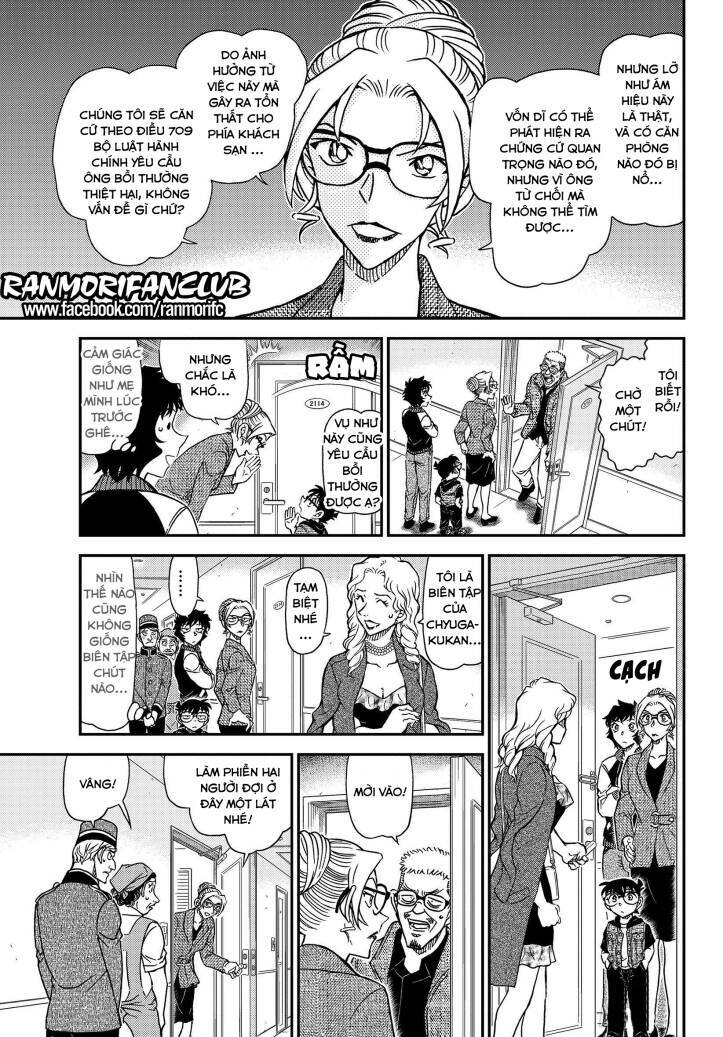 NHƯNG LỠ
NHƯ ÁM
HIỆU NÀY
LÀ THẬT,
VÀ CÓ CĂN
PHÒNG
NÀO ĐÓ BỊ
NỔ...
VỐN DĨ CÓ THỂ
PHÁT HIỆN RA
CHỨNG CỨ QUAN
TRỌNG NÀO ĐÓ,
NHƯNG VÌ ÔNG
TỪ CHỐI MÀ
KHÔNG THỂ TÌM
ĐƯỢC...
DO ẢNH
HƯỞNG TỪ
VIỆC NÀY MÀ
GÂY RA TỔN
THẤT CHO
PHÍA KHÁCH
SẠN ...
CHÚNG TÔI SẼ CĂN
CỨ THEO ĐIỀU 709
BỘ LUẬT HÀNH
CHÍNH YÊU CẦU
ÔNG BỒI THƯỜNG
THIỆT HẠI, KHÔNG
VẤN ĐỀ GÌ CHỨ?
RANMORIFANCLUB
www.facebook.com/ranmorifc
TÔI
BIẾT
RỒI!
CHỜ
MỘT
CHÚT!
RẦM
2114
VỤ NHƯ
NÀY CŨNG
YÊU CẦU
BỒI
THƯỜNG
ĐƯỢC Ạ?
NHƯNG
CHẮC LÀ
KHÓ...
CẢM GIÁC
GIỐNG
NHƯ MẸ
MÌNH LÚC
TRƯỚC
GHÊ...
CẠCH
TÔI LÀ
BIÊN TẬP
CỦA
CHYUGA-
KUKAN...
TẠM
BIỆT
NHÉ ...
......
NHÌN
THẾ NÀO
CŨNG
KHÔNG
GIỐNG
BIÊN TẬP
CHÚT
NÀO...
MỜI VÀO!
LÀM PHIỀN HAI
NGƯỜI ĐỢI Ở
ĐÂY MỘT LÁT
NHÉ!
VÂNG!